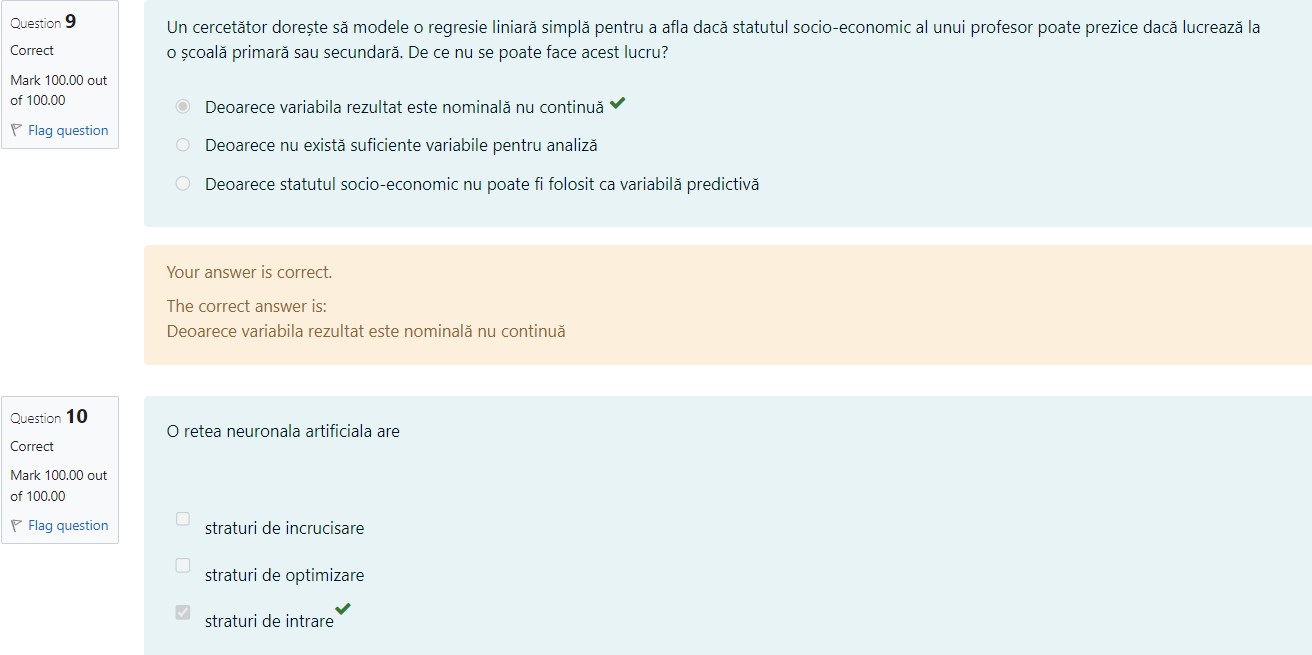 Question 9
Correct
Mark 100.00 out
of 100.00
Flag question
Un cercetător dorește să modele o regresie liniară simplă pentru a afla dacă statutul socio-economic al unui profesor poate prezice dacă lucrează la
o școală primară sau secundară. De ce nu se poate face acest lucru?
Deoarece variabila rezultat este nominală nu continuă
Deoarece nu există suficiente variabile pentru analiză
Deoarece statutul socio-economic nu poate fi folosit ca variabilă predictivă
Your answer is correct.
The correct answer is:
Deoarece variabila rezultat este nominală nu continuă
Question 10
Correct
Mark 100.00 out
of 100.00
Flag question
O retea neuronala artificiala are
straturi de incrucisare
straturi de optimizare
straturi de intrare